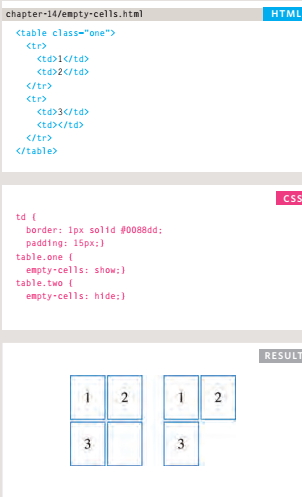 chapter-14/empty-cells.html HTML
<table class="one">
<tr>
<td>1</td>
<td>2</td>
</tr>
<tr>
<td>3</td>
<td></td>
</tr>
</table>
CSS
td {
border: 1px solid #0088dd;
padding: 15px;}
table.one {
empty-cells: show;}
table.two {
empty-cells: hide;}
RESULT
1 2 1 2
3 3